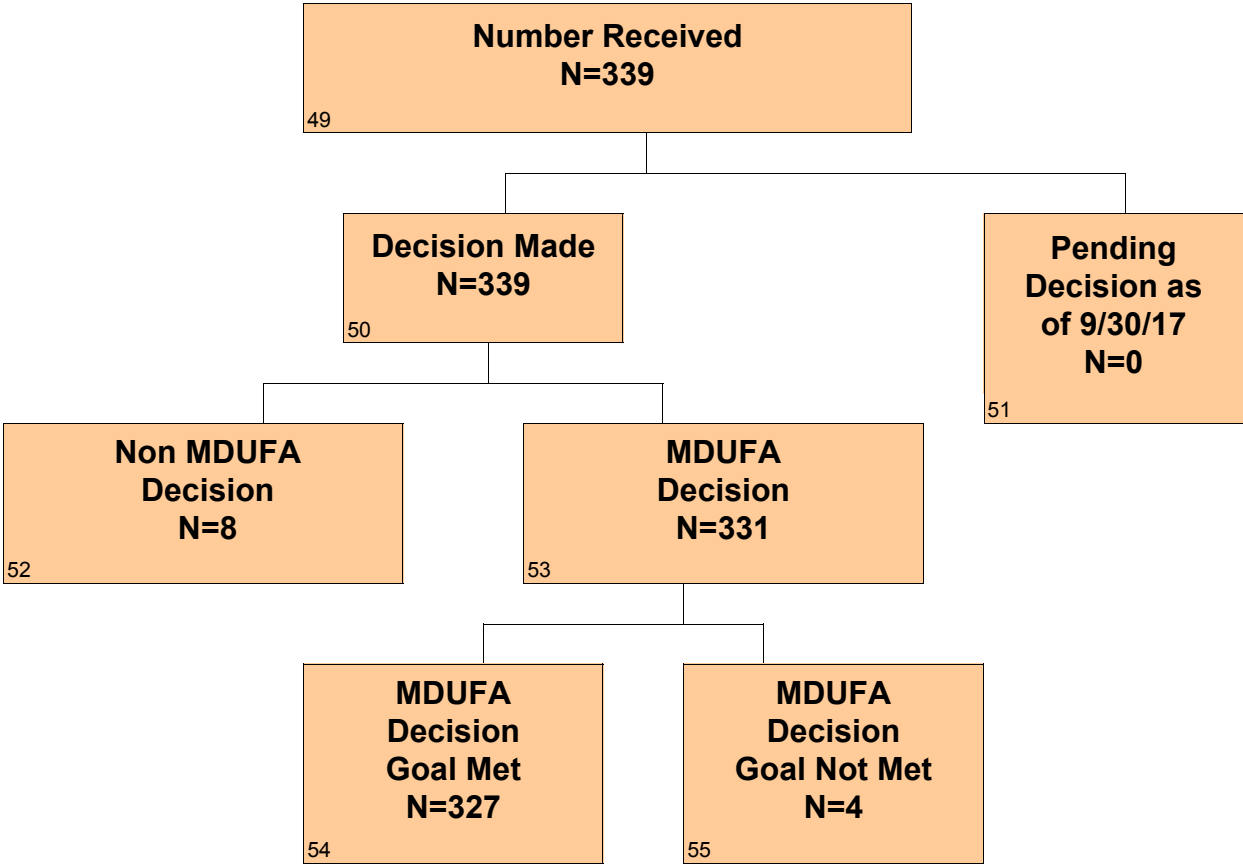 Number Received
N=339
49
Decision Made
N=339
50
Pending
Decision as
of 9/30/17
N=0
51
Non MDUFA
Decision
N=8
52
MDUFA
Decision
N=331
53
MDUFA
Decision
Goal Met
N=327
54
MDUFA
Decision
Goal Not Met
N=4
55